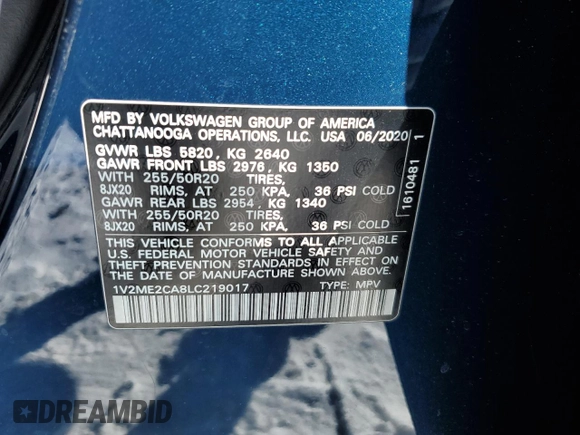 MFD BY VOLKSWAGEN GROUP OF AMERICA
CHATTANOOGA OPERATIONS, LLC. USA 06/2020
GVWR LBS 5820, KG 2640
GAWR FRONT LBS 2976, KG 1350
WITH 255/50R20 TIRES,
8JX20 RIMS, AT 250 KPA, 36 PSI COLD
GAWR REAR LBS 2954, KG 1340
WITH 255/50R20 TIRES,
8JX20 RIMS, AT 250 KPA, 36 PSI COLD
THIS VEHICLE CONFORMS TO ALL APPLICABLE
U.S. FEDERAL MOTOR VEHICLE SAFETY AND
THEFT PREVENTION STANDARDS IN EFFECT ON
THE DATE OF MANUFACTURE SHOWN ABOVE.
1V2ME2CA8LC219017 TYPE: MPV
1610481 1
DREAMBID